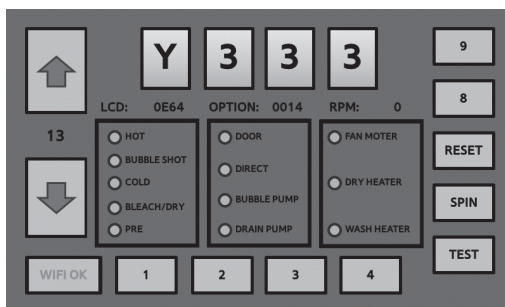 Y 3 3 3
9
8
LCD: 0E64 OPTION: 0014 RPM: 0
13
HOT
BUBBLE SHOT
COLD
BLEACH/DRY
PRE
DOOR
DIRECT
BUBBLE PUMP
DRAIN PUMP
FAN MOTER
DRY HEATER
WASH HEATER
RESET
SPIN
TEST
WIFI OK 1 2 3 4